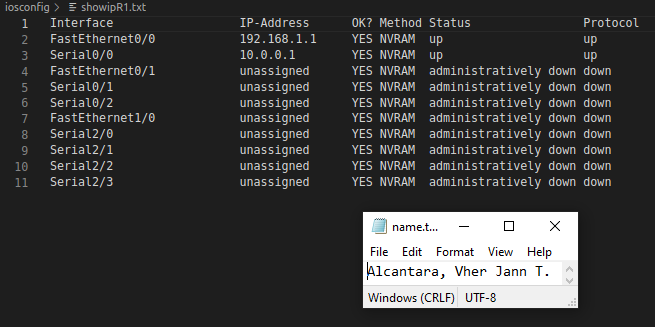 iosconfig > showipR1.txt
1 Interface IP-Address OK? Method Status Protocol
2 FastEthernet0/0 192.168.1.1 YES NVRAM up up
3 Serial0/0 10.0.0.1 YES NVRAM up up
4 FastEthernet0/1 unassigned YES NVRAM administratively down down
5 Serial0/1 unassigned YES NVRAM administratively down down
6 Serial0/2 unassigned YES NVRAM administratively down down
7 FastEthernet1/0 unassigned YES NVRAM administratively down down
8 Serial2/0 unassigned YES NVRAM administratively down down
9 Serial2/1 unassigned YES NVRAM administratively down down
10 Serial2/2 unassigned YES NVRAM administratively down down
11 Serial2/3 unassigned YES NVRAM administratively down down
name.t...
File Edit Format View Help
Alcantara, Vher Jann T.
Windows (CRLF) UTF-8